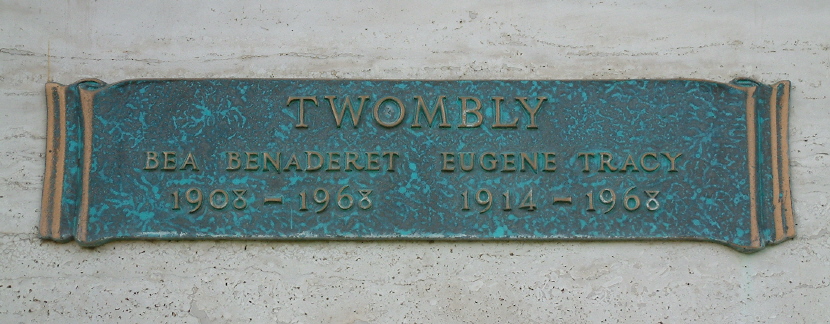 TWOMBLY
BEA BENADERET EUGENE TRACY
1908 – 1968 1914 – 1968